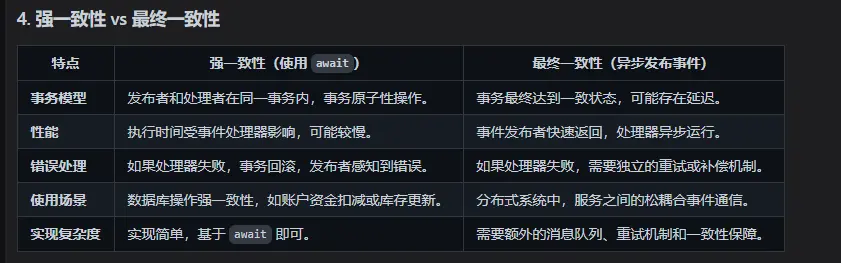 4. 强一致性 vs 最终一致性
特点 强一致性（使用 await ） 最终一致性（异步发布事件）
事务模型 发布者和处理者在同一事务内，事务原子性操作。 事务最终达到一致状态，可能存在延迟。
性能 执行时间受事件处理器影响，可能较慢。 事件发布者快速返回，处理器异步运行。
错误处理 如果处理器失败，事务回滚，发布者感知到错误。 如果处理器失败，需要独立的重试或补偿机制。
使用场景 数据库操作强一致性，如账户资金扣减或库存更新。 分布式系统中，服务之间的松耦合事件通信。
实现复杂度 实现简单，基于 await 即可。 需要额外的消息队列、重试机制和一致性保障。